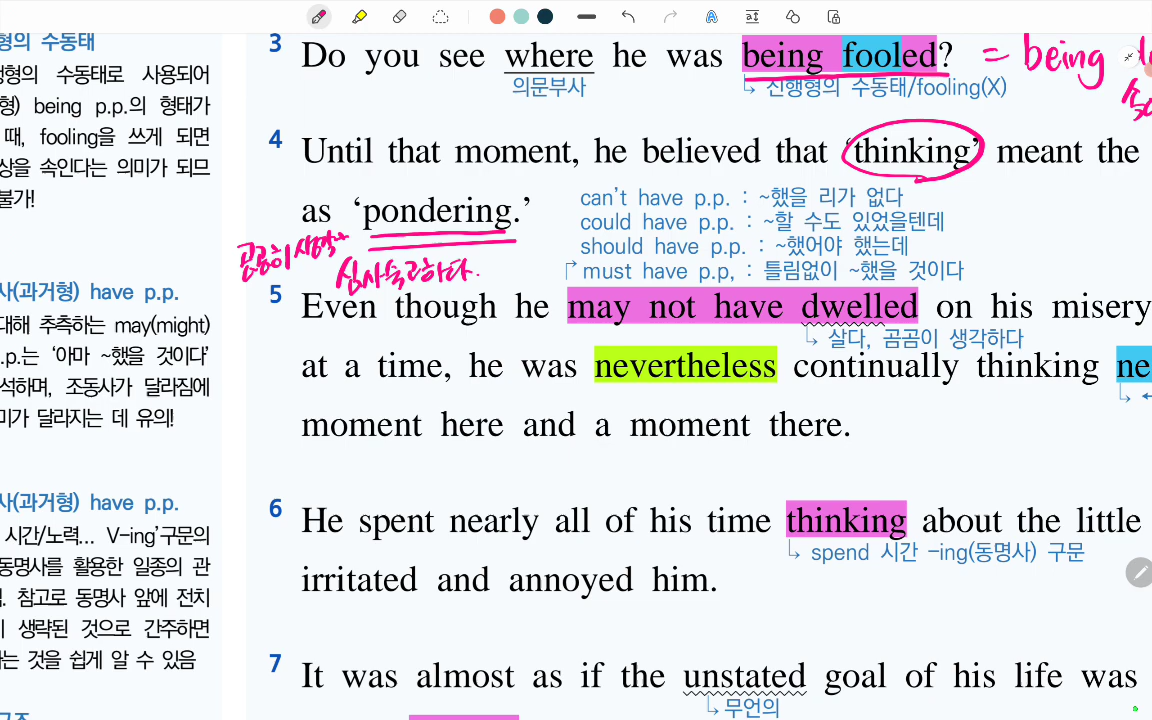 형의 수동태
행형의 수동태로 사용되어
형) being p.p.의 형태가
때, fooling을 쓰게 되면
상을 속인다는 의미가 되므
불가!
사(과거형) have p.p.
대해 추측하는 may(might)
.p.는 '아마 ~했을 것이다'
석하며, 조동사가 달라짐에
미가 달라지는 데 유의!
사(과거형) have p.p.
시간/노력... V-ing'구문의
동명사를 활용한 일종의 관
. 참고로 동명사 앞에 전치
생략된 것으로 간주하면
는 것을 쉽게 알 수 있음
3 Do you see where he was being fooled? = being
의문부사 진행형의 수동태/fooling(X)
4 Until that moment, he believed that 'thinking' meant the
as 'pondering.'
곰곰히 생각
심사숙고하다.
can't have p.p. : ~했을 리가 없다
could have p.p. : ~할 수도 있었을텐데
should have p.p. : ~했어야 했는데
must have p.p, : 틀림없이 ~했을 것이다
5 Even though he may not have dwelled on his misery
살다, 곰곰이 생각하다
at a time, he was nevertheless continually thinking ne
moment here and a moment there.
6 He spent nearly all of his time thinking about the little
spend 시간 -ing(동명사) 구문
irritated and annoyed him.
7 It was almost as if the unstated goal of his life was
무언의